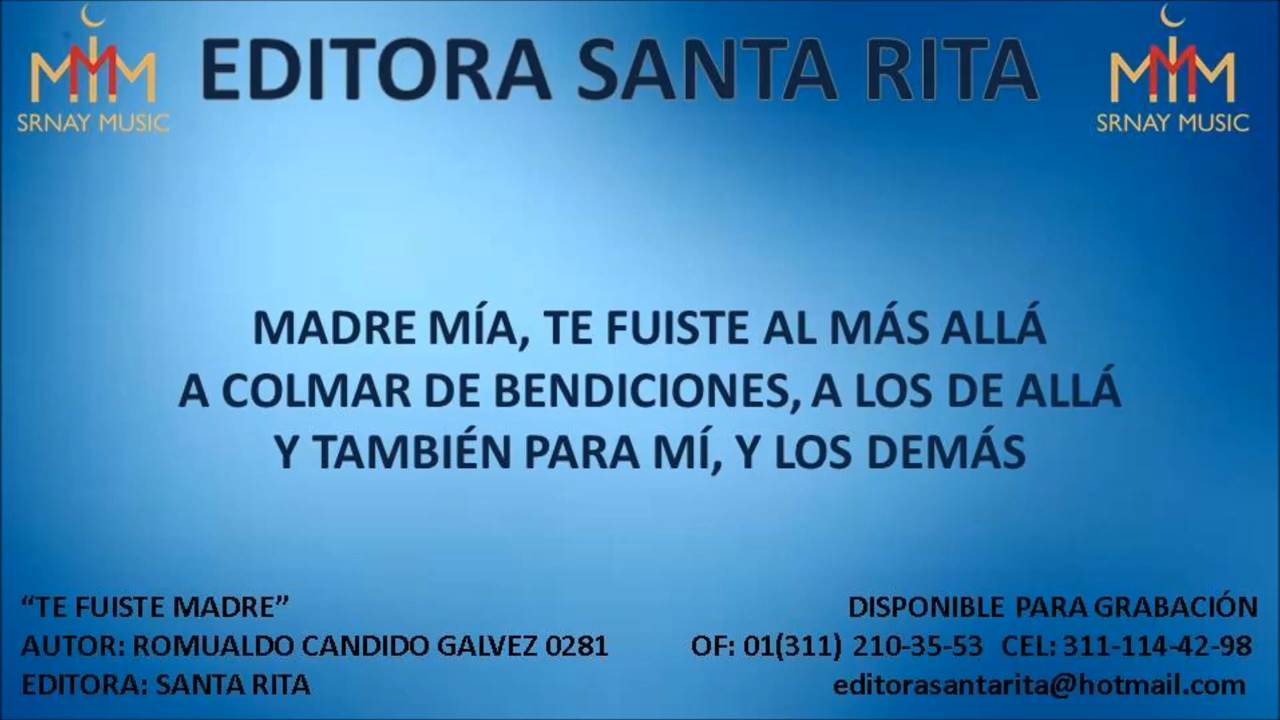 EDITORA SANTA RITA
SRNAY MUSIC
SRNAY MUSIC
MADRE MÍA, TE FUISTE AL MÁS ALLÁ
A COLMAR DE BENDICIONES, A LOS DE ALLÁ
Y TAMBIÉN PARA MÍ, Y LOS DEMÁS
“TE FUISTE MADRE”
AUTOR: ROMUALDO CANDIDO GALVEZ 0281
EDITORA: SANTA RITA
DISPONIBLE PARA GRABACIÓN
OF: 01(311) 210-35-53 CEL: 311-114-42-98
editorasantarita@hotmail.com